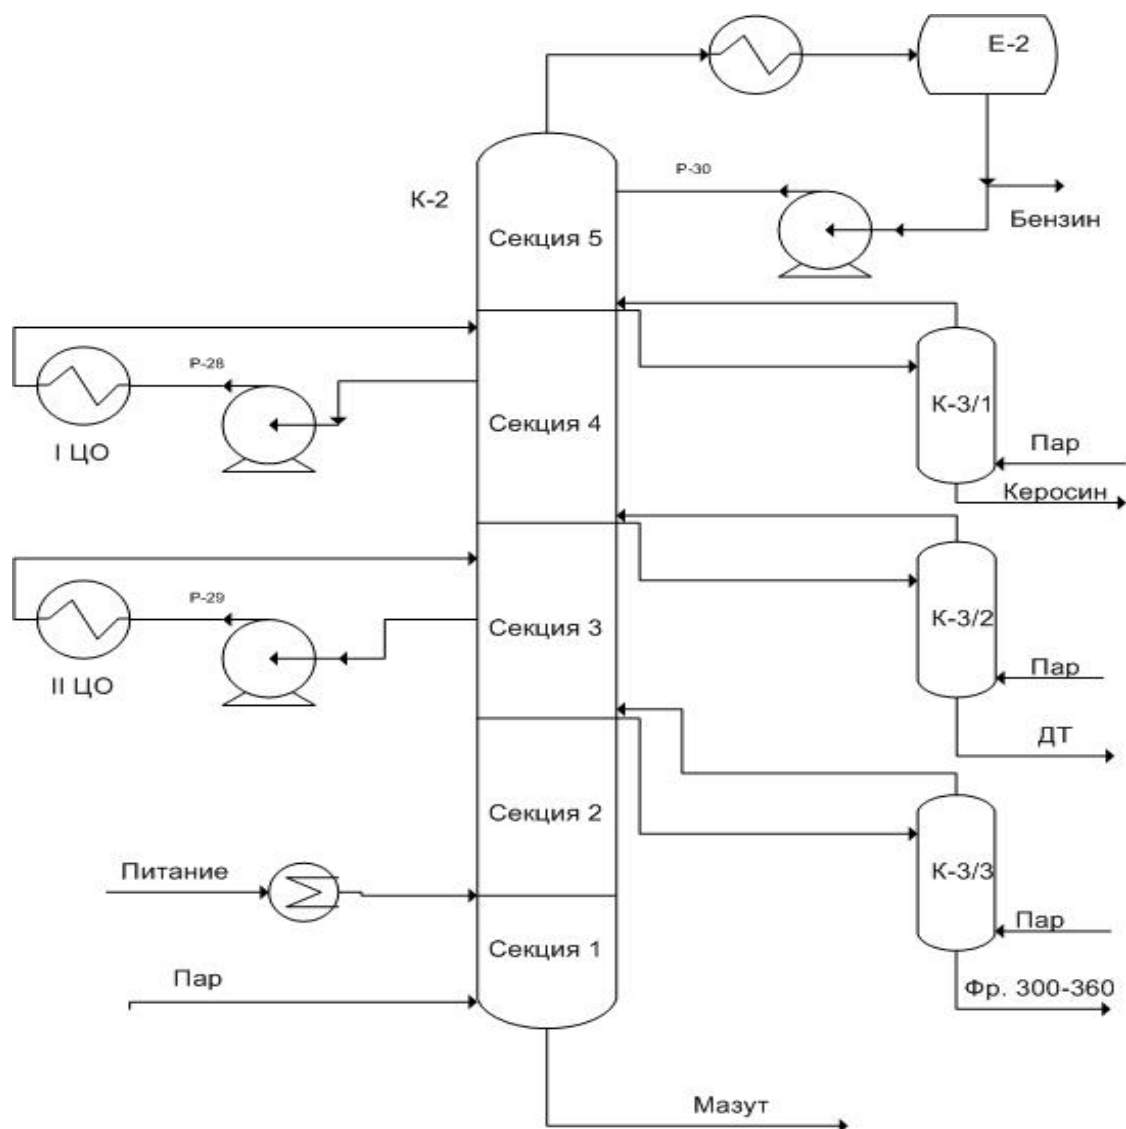 Е-2
Р-30
К-2
Бензин
Секция 5
Р-28
К-3/1
I ЦО
Секция 4
Пар
Керосин
Р-29
К-3/2
Секция 3
Пар
II ЦО
ДТ
Секция 2
Питание
К-3/3
Пар
Секция 1
Пар
Фр. 300-360
Мазут